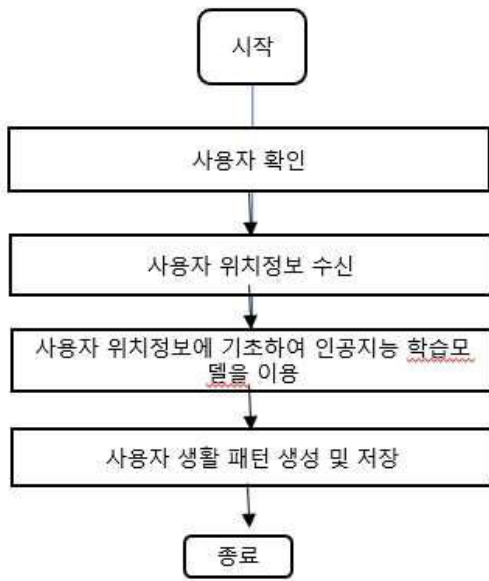 시작
사용자 확인
사용자 위치정보 수신
사용자 위치정보에 기초하여 인공지능 학습모
델을 이용
사용자 생활 패턴 생성 및 저장
종료